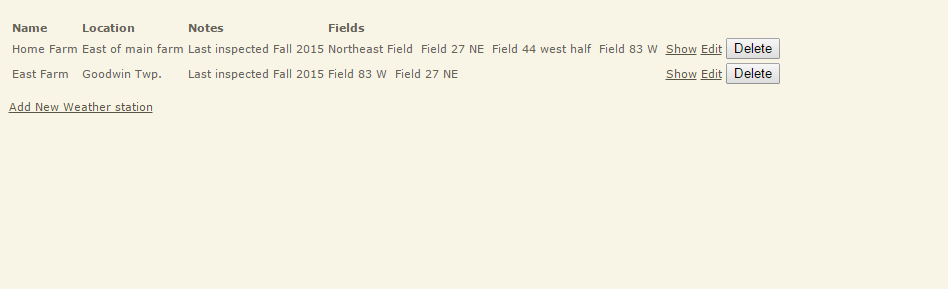 Name Location Notes Fields
Home Farm East of main farm Last inspected Fall 2015 Northeast Field Field 27 NE Field 44 west half Field 83 W Show Edit Delete
East Farm Goodwin Twp. Last inspected Fall 2015 Field 83 W Field 27 NE Show Edit Delete
Add New Weather station